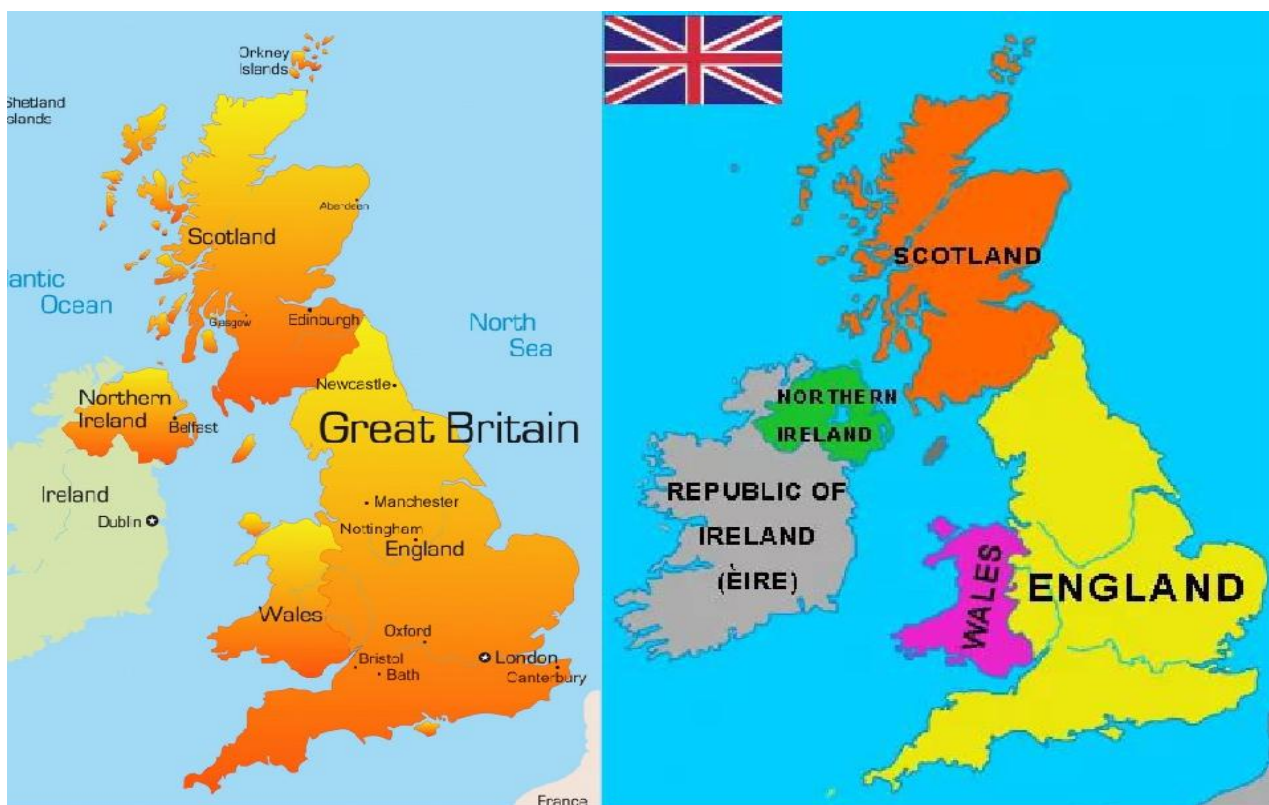 Orkney
Islands
Shetland
Islands
Aberdeen
Scotland
antic
Ocean
Glasgow
Edinburgh
North
Sea
Newcastle
Northern
Ireland
Belfast
Great Britain
Ireland
Manchester
Dublin
Nottingham
England
Wales
Oxford
Bristol
London
Bath
Canterbury
France
SCOTLAND
NORTHERN
IRELAND
REPUBLIC OF
IRELAND
(ÈIRE)
WALES
ENGLAND